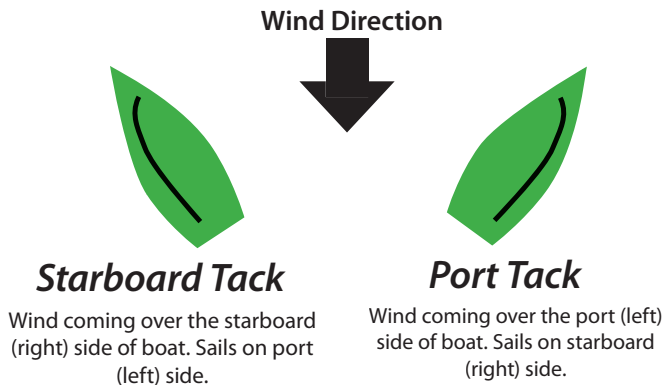 Wind Direction
Starboard Tack
Wind coming over the starboard
(right) side of boat. Sails on port
(left) side.
Port Tack
Wind coming over the port (left)
side of boat. Sails on starboard
(right) side.